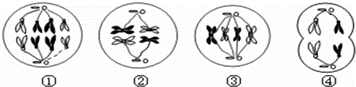 ① ② ③ ④